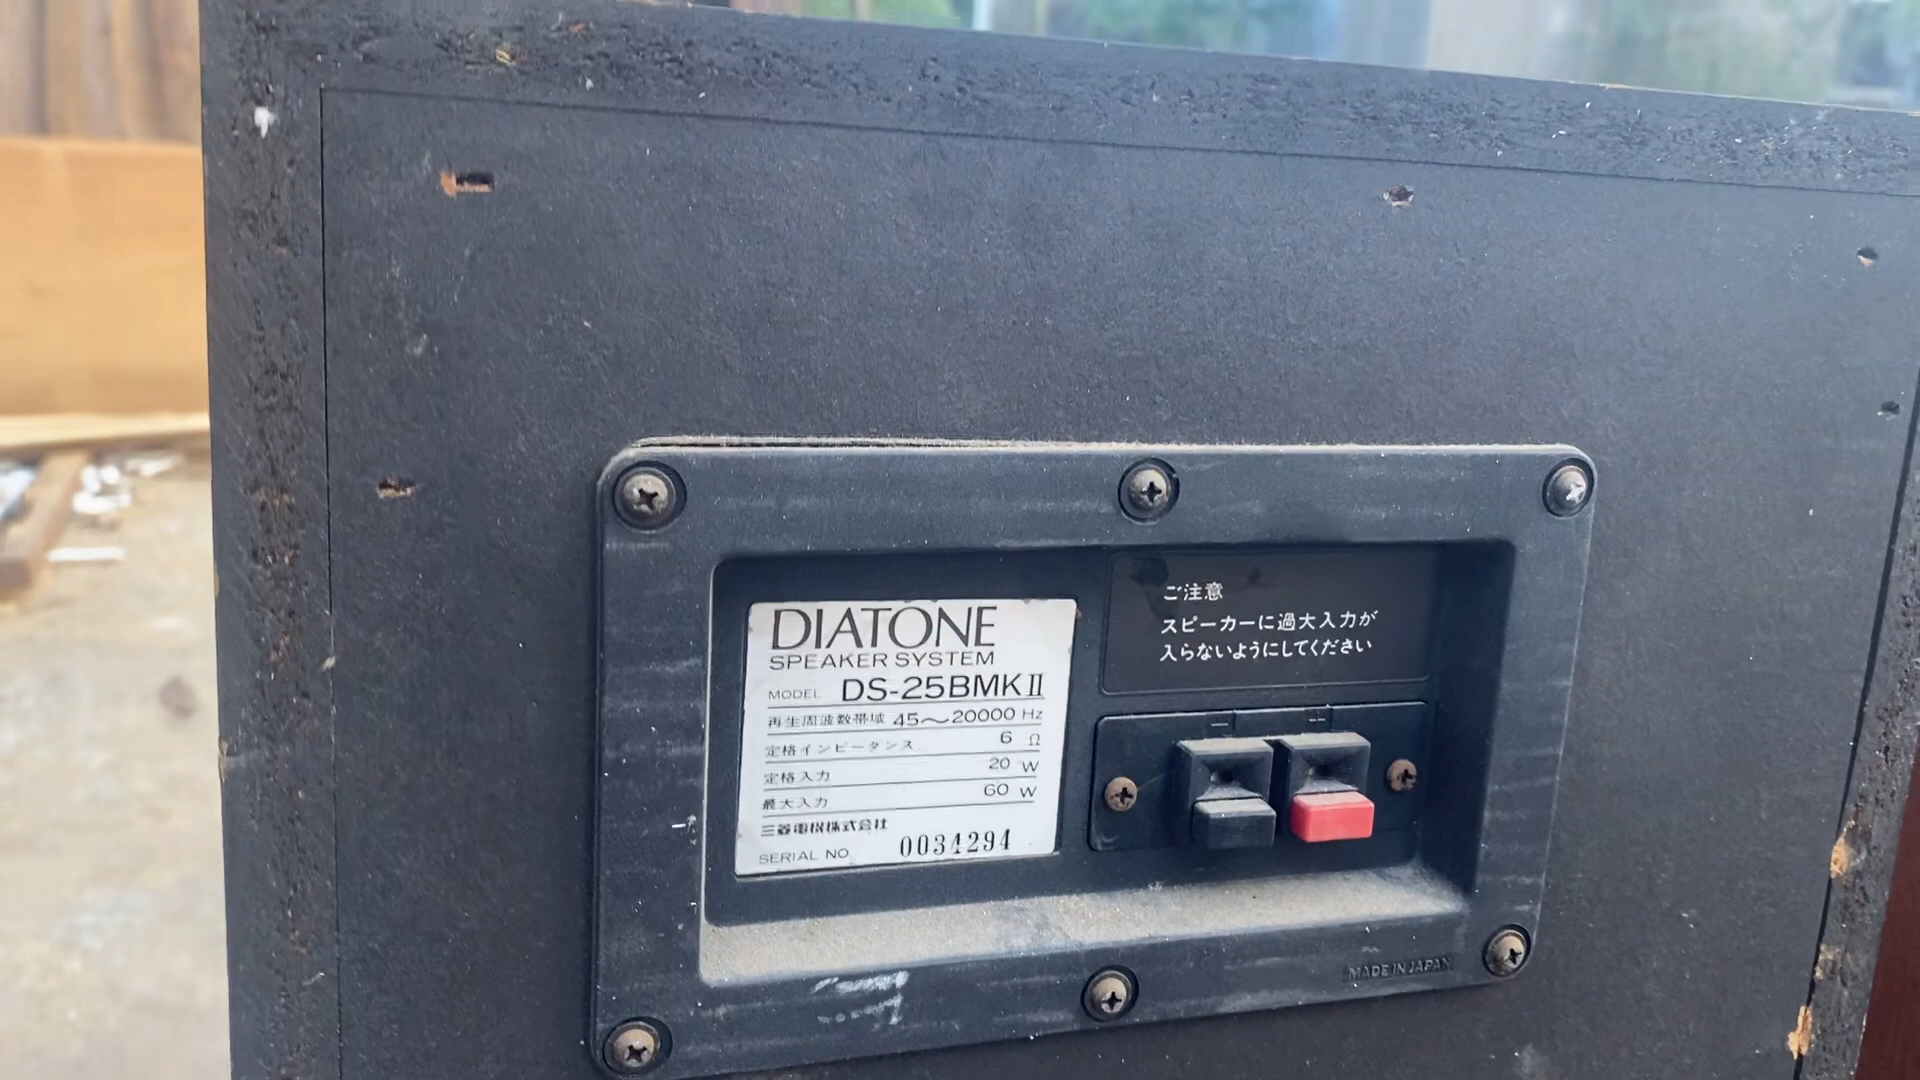 DIATONE
SPEAKER SYSTEM
MODEL DS-25BMKⅡ
再生周波数帯域 45〜20000 Hz
定格インピータンス 6 Ω
定格入力 20 W
最大入力 60 W
三菱電機株式会社
SERIAL NO. 0034294
ご注意
スピーカーに過大入力が
入らないようにしてください
MADE IN JAPAN